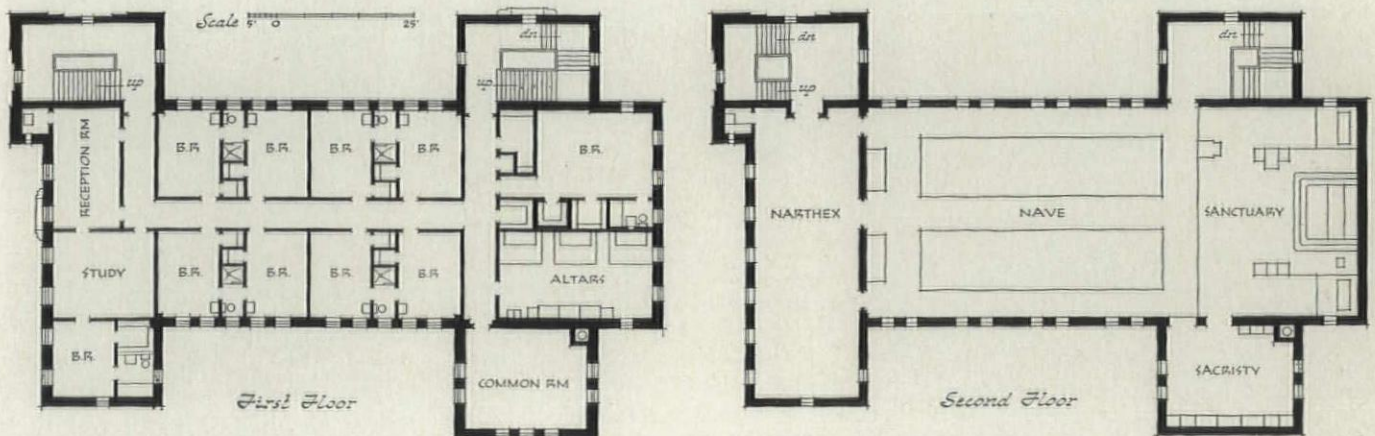 Scale 5' 0 25'
up
dn
up
dn
up
dn
RECEPTION RM
B.R. B.R. B.R. B.R. B.R.
STUDY
B.R. B.R. B.R. B.R.
ALTARS
B.R.
COMMON RM
First Floor
NARTHEX
NAVE
SANCTUARY
SACRISTY
Second Floor